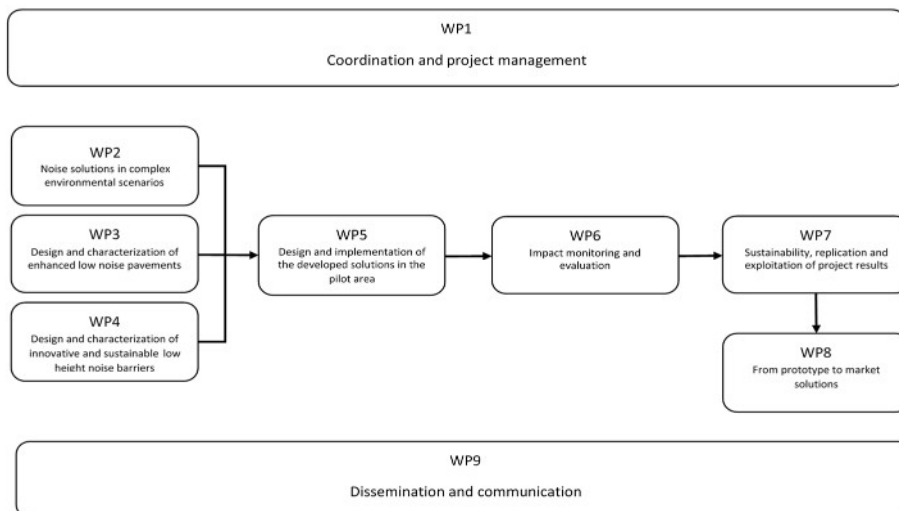 WP1
Coordination and project management
WP2
Noise solutions in complex
environmental scenarios
WP3
Design and characterization of
enhanced low noise pavements
WP4
Design and characterization of
innovative and sustainable low
height noise barriers
WP5
Design and implementation of
the developed solutions in the
pilot area
WP6
Impact monitoring and
evaluation
WP7
Sustainability, replication and
exploitation of project results
WP8
From prototype to market
solutions
WP9
Dissemination and communication